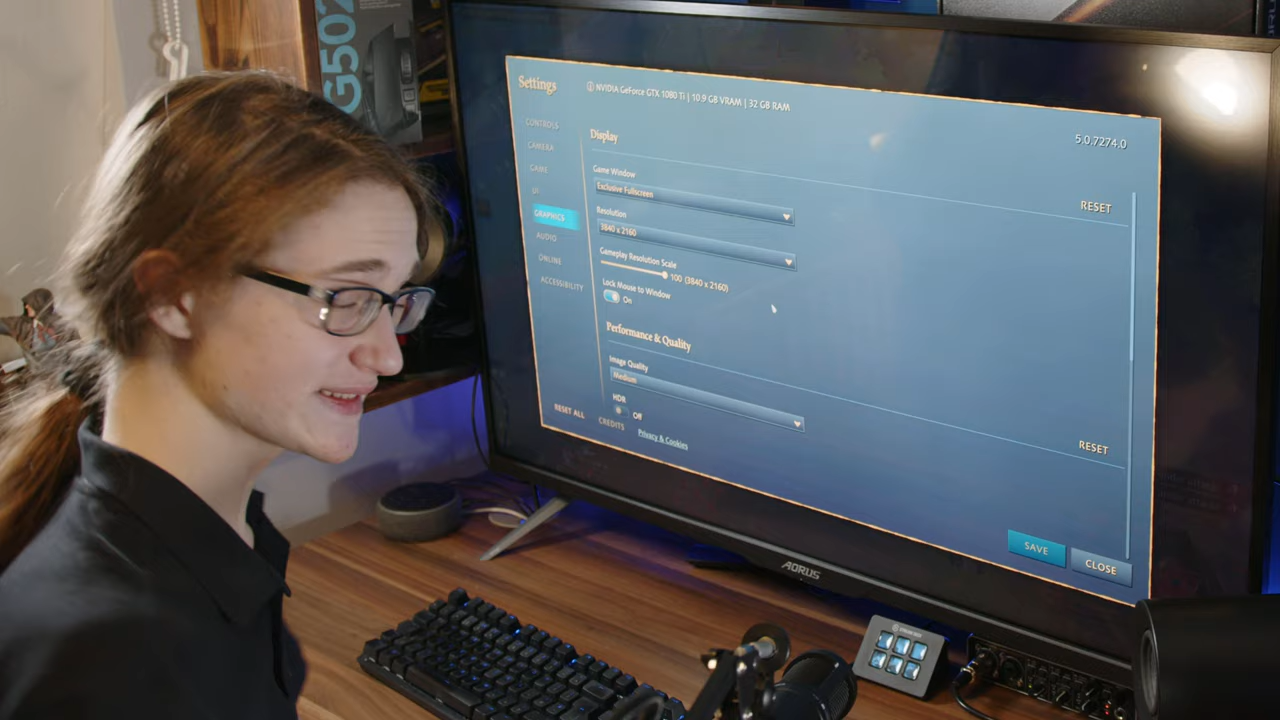 G502
Settings
NVIDIA GeForce GTX 1080 Ti | 10.9 GB VRAM | 32 GB RAM
5.0.7274.0
CONTROLS
CAMERA
GAME
UI
GRAPHICS
AUDIO
ONLINE
ACCESSIBILITY
Display
RESET
Game Window
Exclusive Fullscreen
Resolution
3840 x 2160
Gameplay Resolution Scale
100 (3840 x 2160)
Lock Mouse to Window
On
Performance & Quality
RESET
Image Quality
Medium
HDR
Off
RESET ALL
CREDITS
Privacy & Cookies
SAVE
CLOSE
AORUS